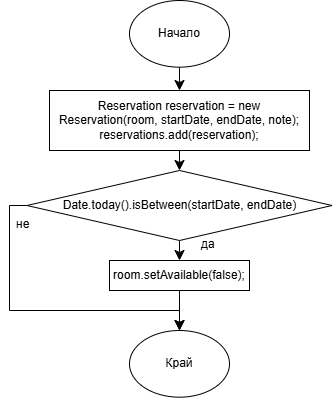 Начало
Reservation reservation = new
Reservation(room, startDate, endDate, note);
reservations.add(reservation);
Date.today().isBetween(startDate, endDate)
не
да
room.setAvailable(false);
Край